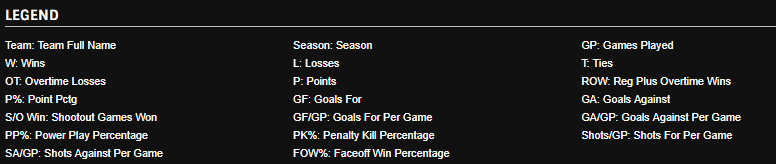 LEGEND
Team: Team Full Name
Season: Season
GP: Games Played
W: Wins
L: Losses
T: Ties
OT: Overtime Losses
P: Points
ROW: Reg Plus Overtime Wins
P%: Point Pctg
GF: Goals For
GA: Goals Against
S/O Win: Shootout Games Won
GF/GP: Goals For Per Game
GA/GP: Goals Against Per Game
PP%: Power Play Percentage
PK%: Penalty Kill Percentage
Shots/GP: Shots For Per Game
SA/GP: Shots Against Per Game
FOW%: Faceoff Win Percentage